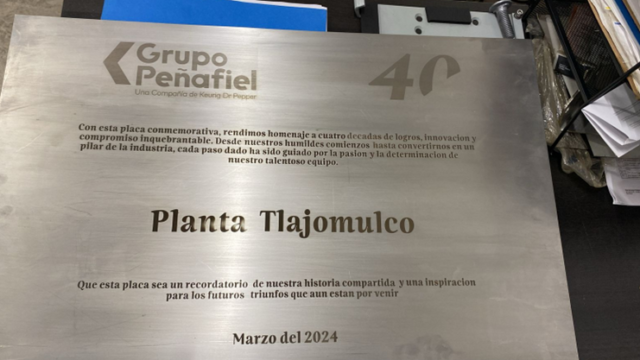 Grupo
Peñafiel
Una Compañía de Keurig Dr Pepper
40
Con esta placa conmemorativa, rendimos homenaje a cuatro decadas de logros, innovacion y
compromiso inquebrantable. Desde nuestros humildes comienzos hasta convertirnos en un
pilar de la industria, cada paso dado ha sido guiado por la pasion y la determinacion de
nuestro talentoso equipo.
Planta Tlajomulco
Que esta placa sea un recordatorio de nuestra historia compartida y una inspiracion
para los futuros triunfos que aun estan por venir
Marzo del 2024